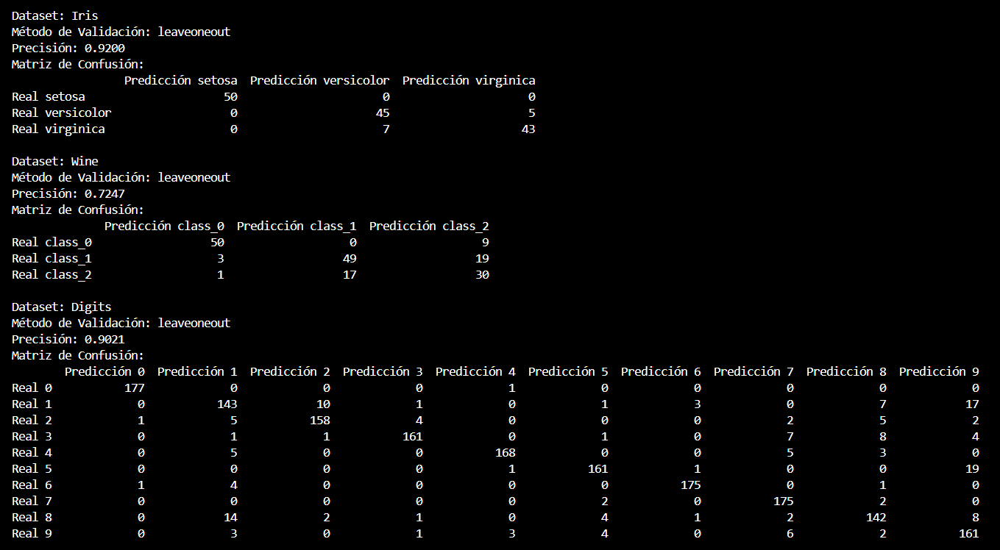 Dataset: Iris
Método de Validación: leaveoneout
Precisión: 0.9200
Matriz de Confusión:
Predicción setosa Predicción versicolor Predicción virginica
Real setosa 50 0 0
Real versicolor 0 45 5
Real virginica 0 7 43
Dataset: Wine
Método de Validación: leaveoneout
Precisión: 0.7247
Matriz de Confusión:
Predicción class_0 Predicción class_1 Predicción class_2
Real class_0 50 0 9
Real class_1 3 49 19
Real class_2 1 17 30
Dataset: Digits
Método de Validación: leaveoneout
Precisión: 0.9021
Matriz de Confusión:
Predicción 0 Predicción 1 Predicción 2 Predicción 3 Predicción 4 Predicción 5 Predicción 6 Predicción 7 Predicción 8 Predicción 9
Real 0 177 0 0 0 1 0 0 0 0 0
Real 1 0 143 10 1 0 1 3 0 7 17
Real 2 1 5 158 4 0 0 0 2 5 2
Real 3 0 1 1 161 0 1 0 7 8 4
Real 4 0 5 0 0 168 0 0 5 3 0
Real 5 0 0 0 0 1 161 1 0 0 19
Real 6 1 4 0 0 0 0 175 0 1 0
Real 7 0 0 0 0 0 2 0 175 2 0
Real 8 0 14 2 1 0 4 1 2 142 8
Real 9 0 3 0 1 3 4 0 6 2 161